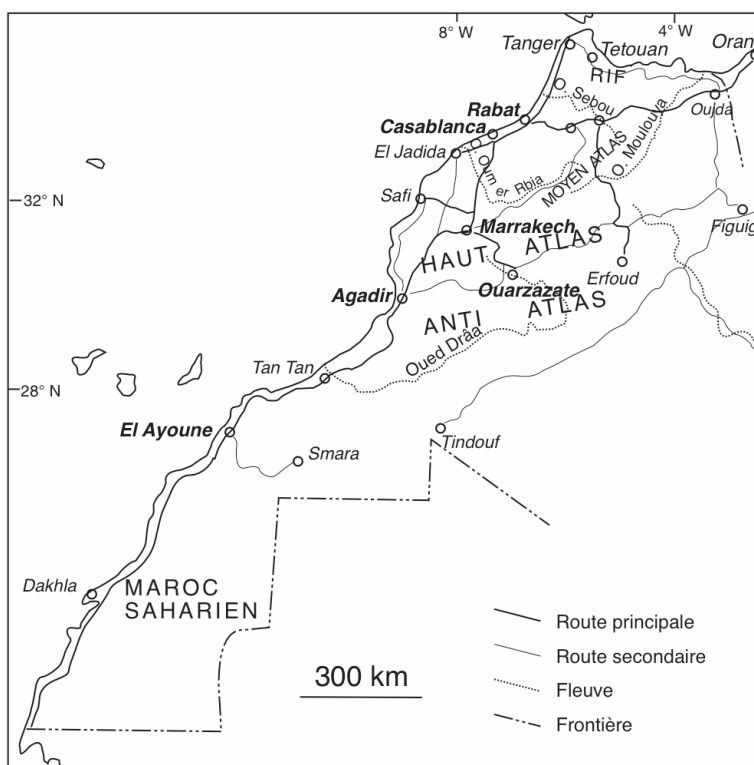 8° W
4° W
Tanger
Tetouan
Oran
RIF
Sebou
Oujda
Rabat
Casablanca
El Jadida
O. Moulouya
MOYEN ATLAS
Oum er Rbia
32° N
Safi
Figuig
Marrakech
HAUT ATLAS
Erfoud
Ouarzazate
Agadir
ANTI ATLAS
Oued Drâa
Tan Tan
28° N
El Ayoune
Tindouf
Smara
Dakhla
MAROC
SAHARIEN
Route principale
300 km
Route secondaire
Fleuve
Frontière